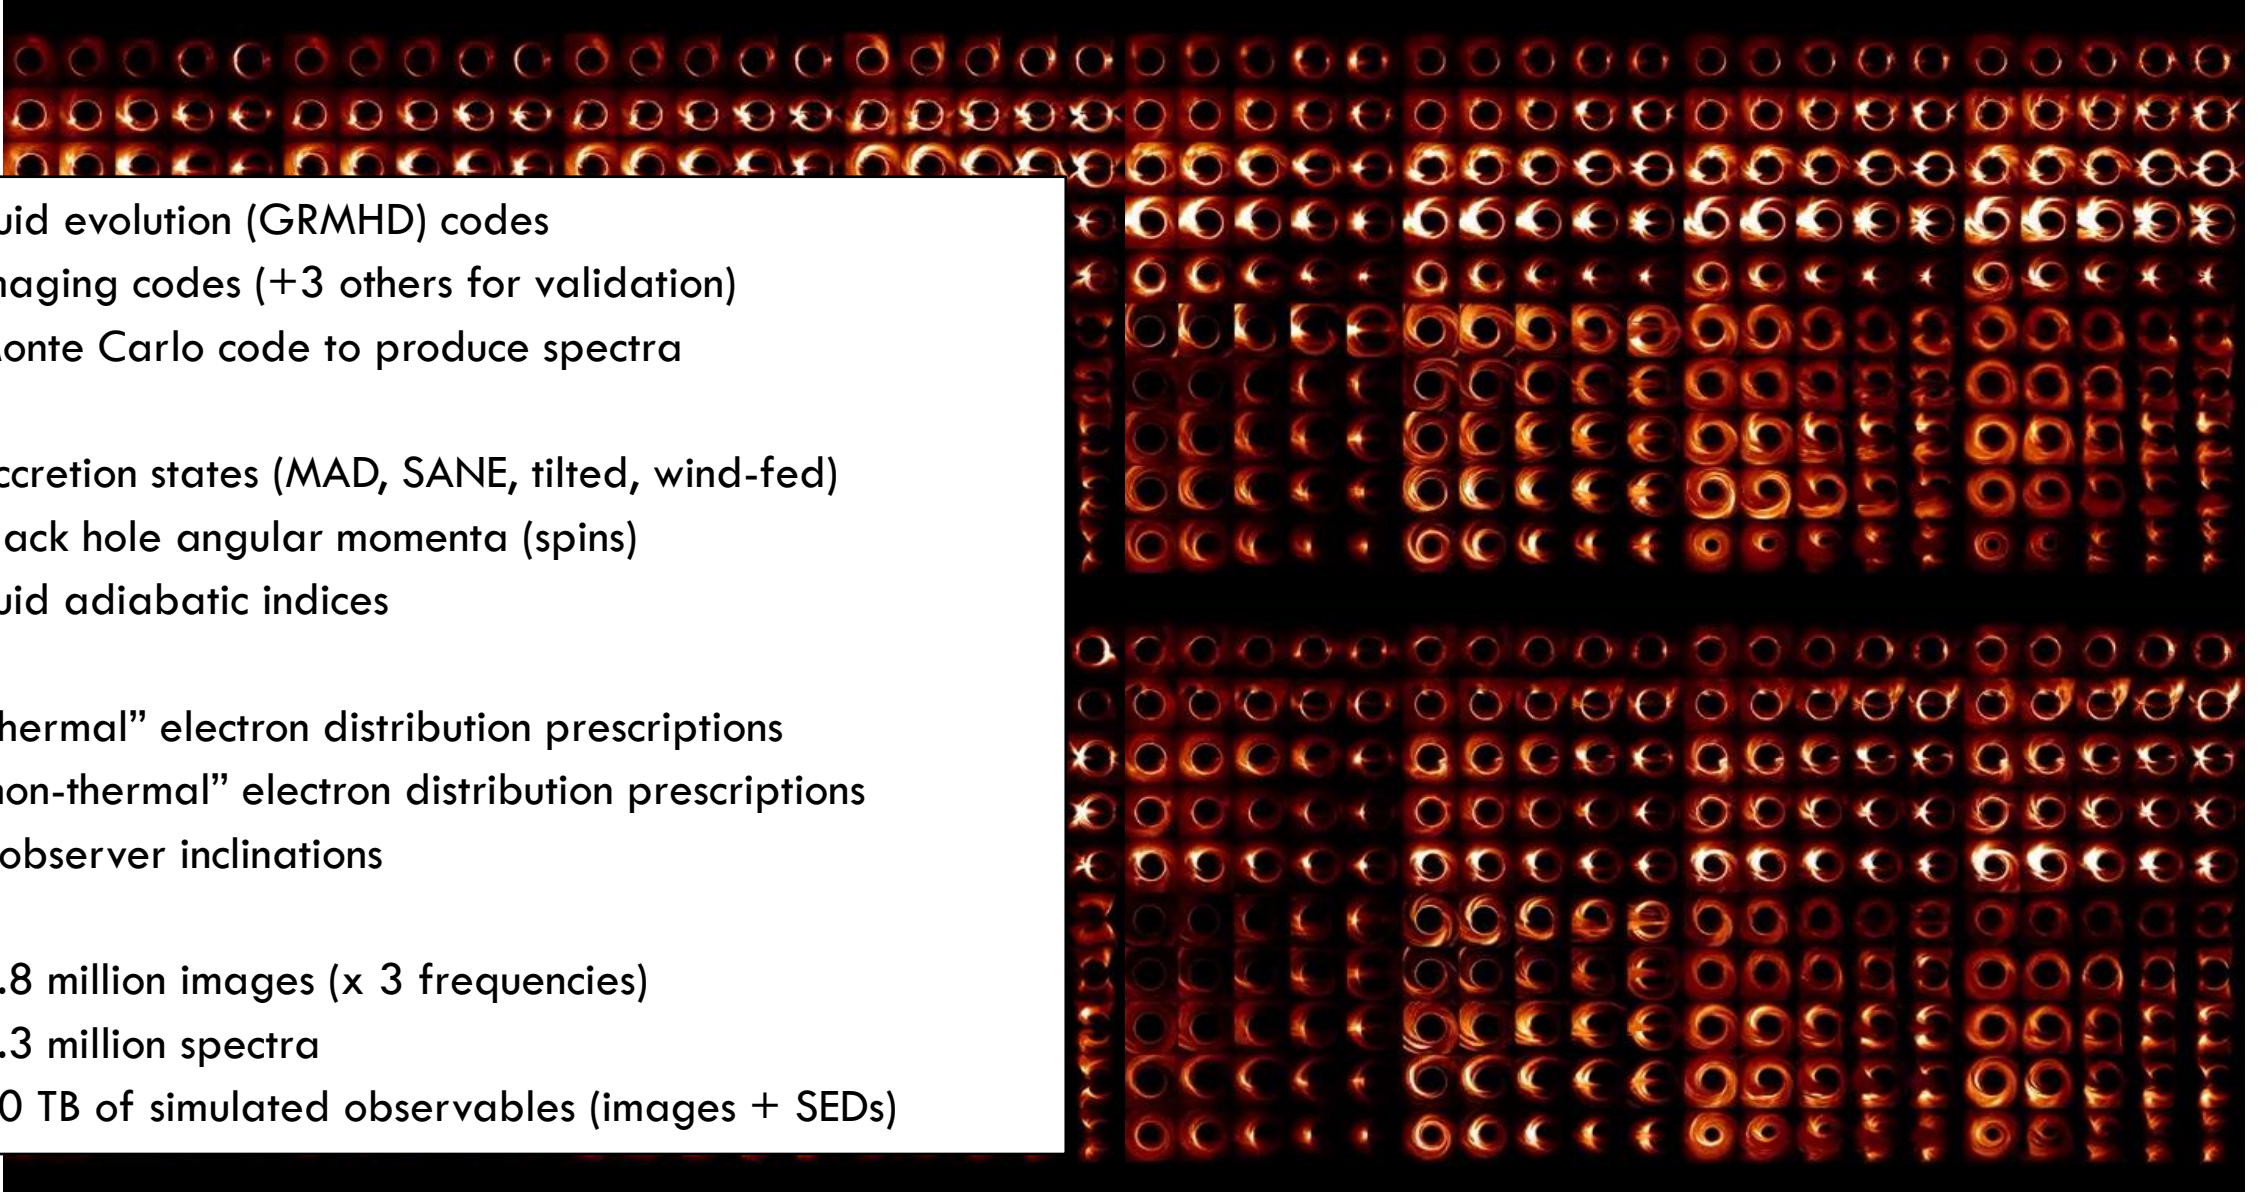 uid evolution (GRMHD) codes
naging codes (+3 others for validation)
onte Carlo code to produce spectra
ccretion states (MAD, SANE, tilted, wind-fed)
lack hole angular momenta (spins)
uid adiabatic indices
hermal” electron distribution prescriptions
non-thermal” electron distribution prescriptions
observer inclinations
.8 million images (x 3 frequencies)
.3 million spectra
0 TB of simulated observables (images + SEDs)